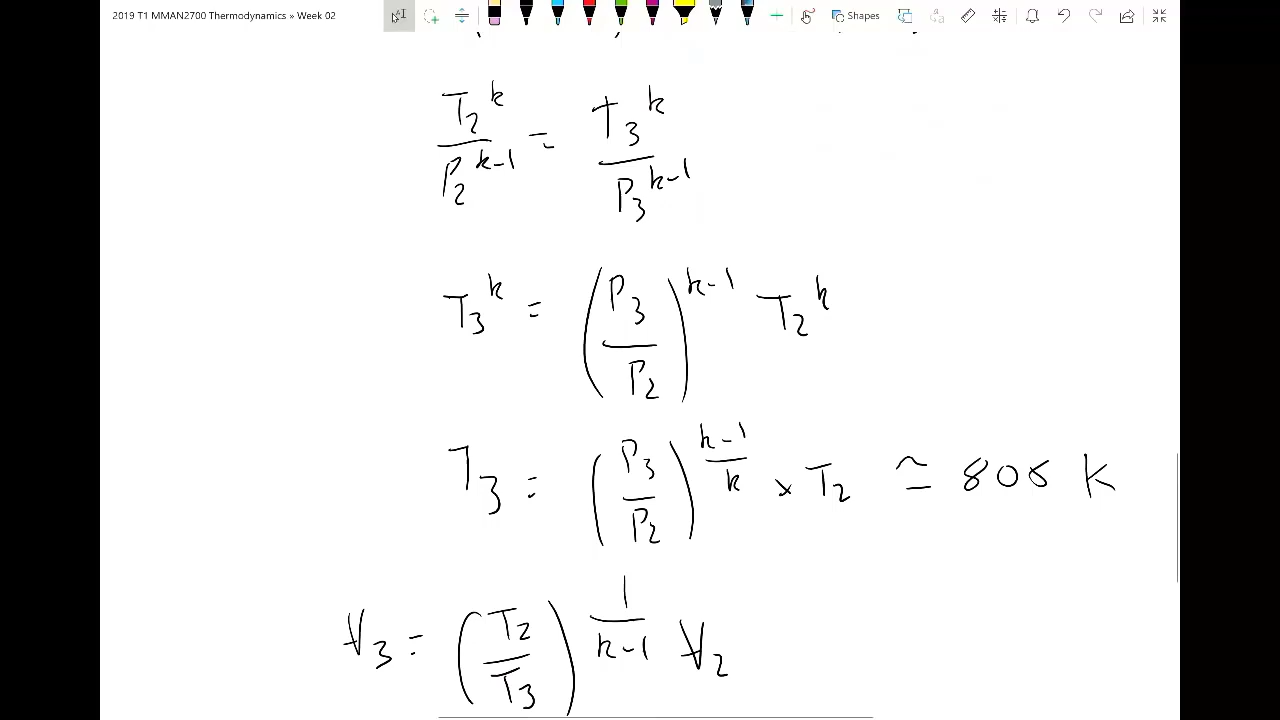 2019 T1 MMAN2700 Thermodynamics » Week 02
Shapes
T₂^k / P₂^(k-1) = T₃^k / P₃^(k-1)
T₃^k = (P₃ / P₂)^(k-1) T₂^k
T₃ = (P₃ / P₂)^((k-1)/k) × T₂ ≃ 806 K
V₃ = (T₂ / T₃)^(1/(k-1)) V₂